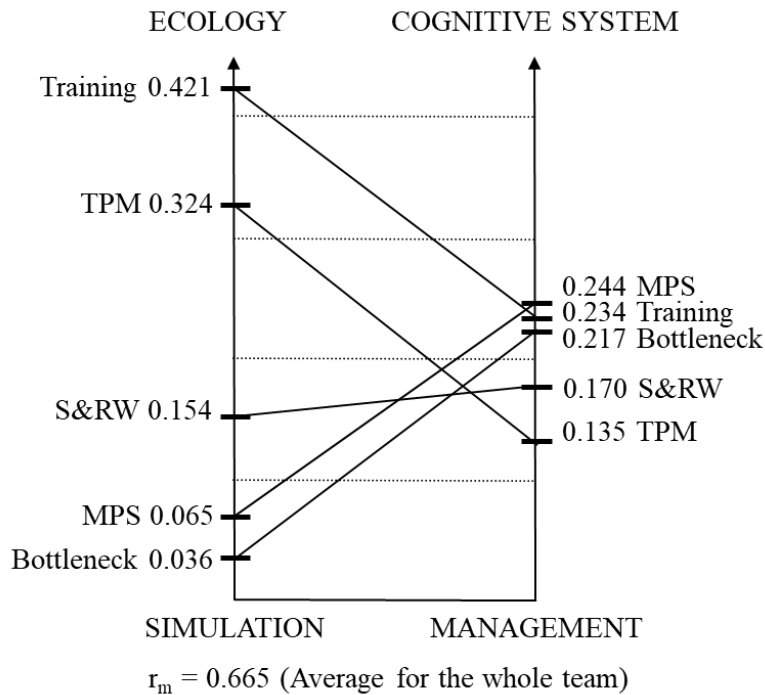 ECOLOGY
COGNITIVE SYSTEM
Training 0.421
TPM 0.324
S&RW 0.154
MPS 0.065
Bottleneck 0.036
0.244 MPS
0.234 Training
0.217 Bottleneck
0.170 S&RW
0.135 TPM
SIMULATION
MANAGEMENT
rm = 0.665 (Average for the whole team)